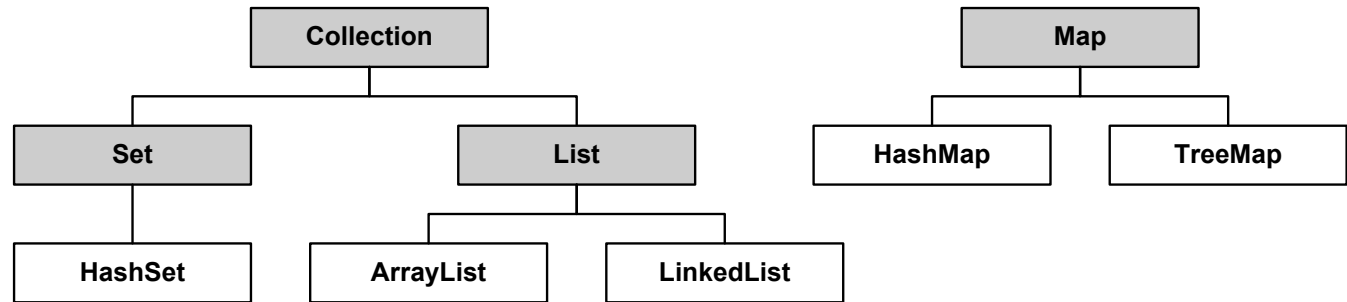 Collection
Map
Set
List
HashMap
TreeMap
HashSet
ArrayList
LinkedList